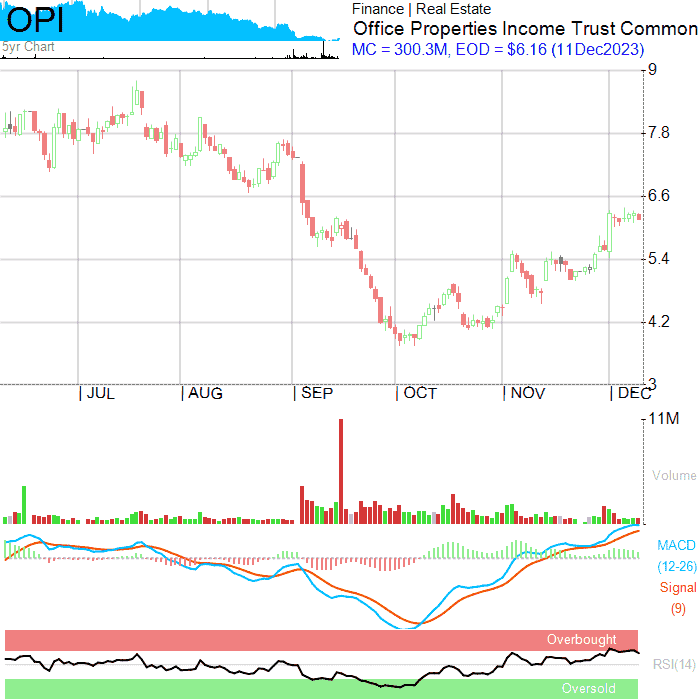 OPI
5yr Chart
Finance | Real Estate
Office Properties Income Trust Common
MC = 300.3M, EOD = $6.16 (11Dec2023)
9
7.8
6.6
5.4
4.2
3
JUL AUG SEP OCT NOV DEC
11M
Volume
MACD
(12-26)
Signal
(9)
Overbought
RSI(14)
Oversold